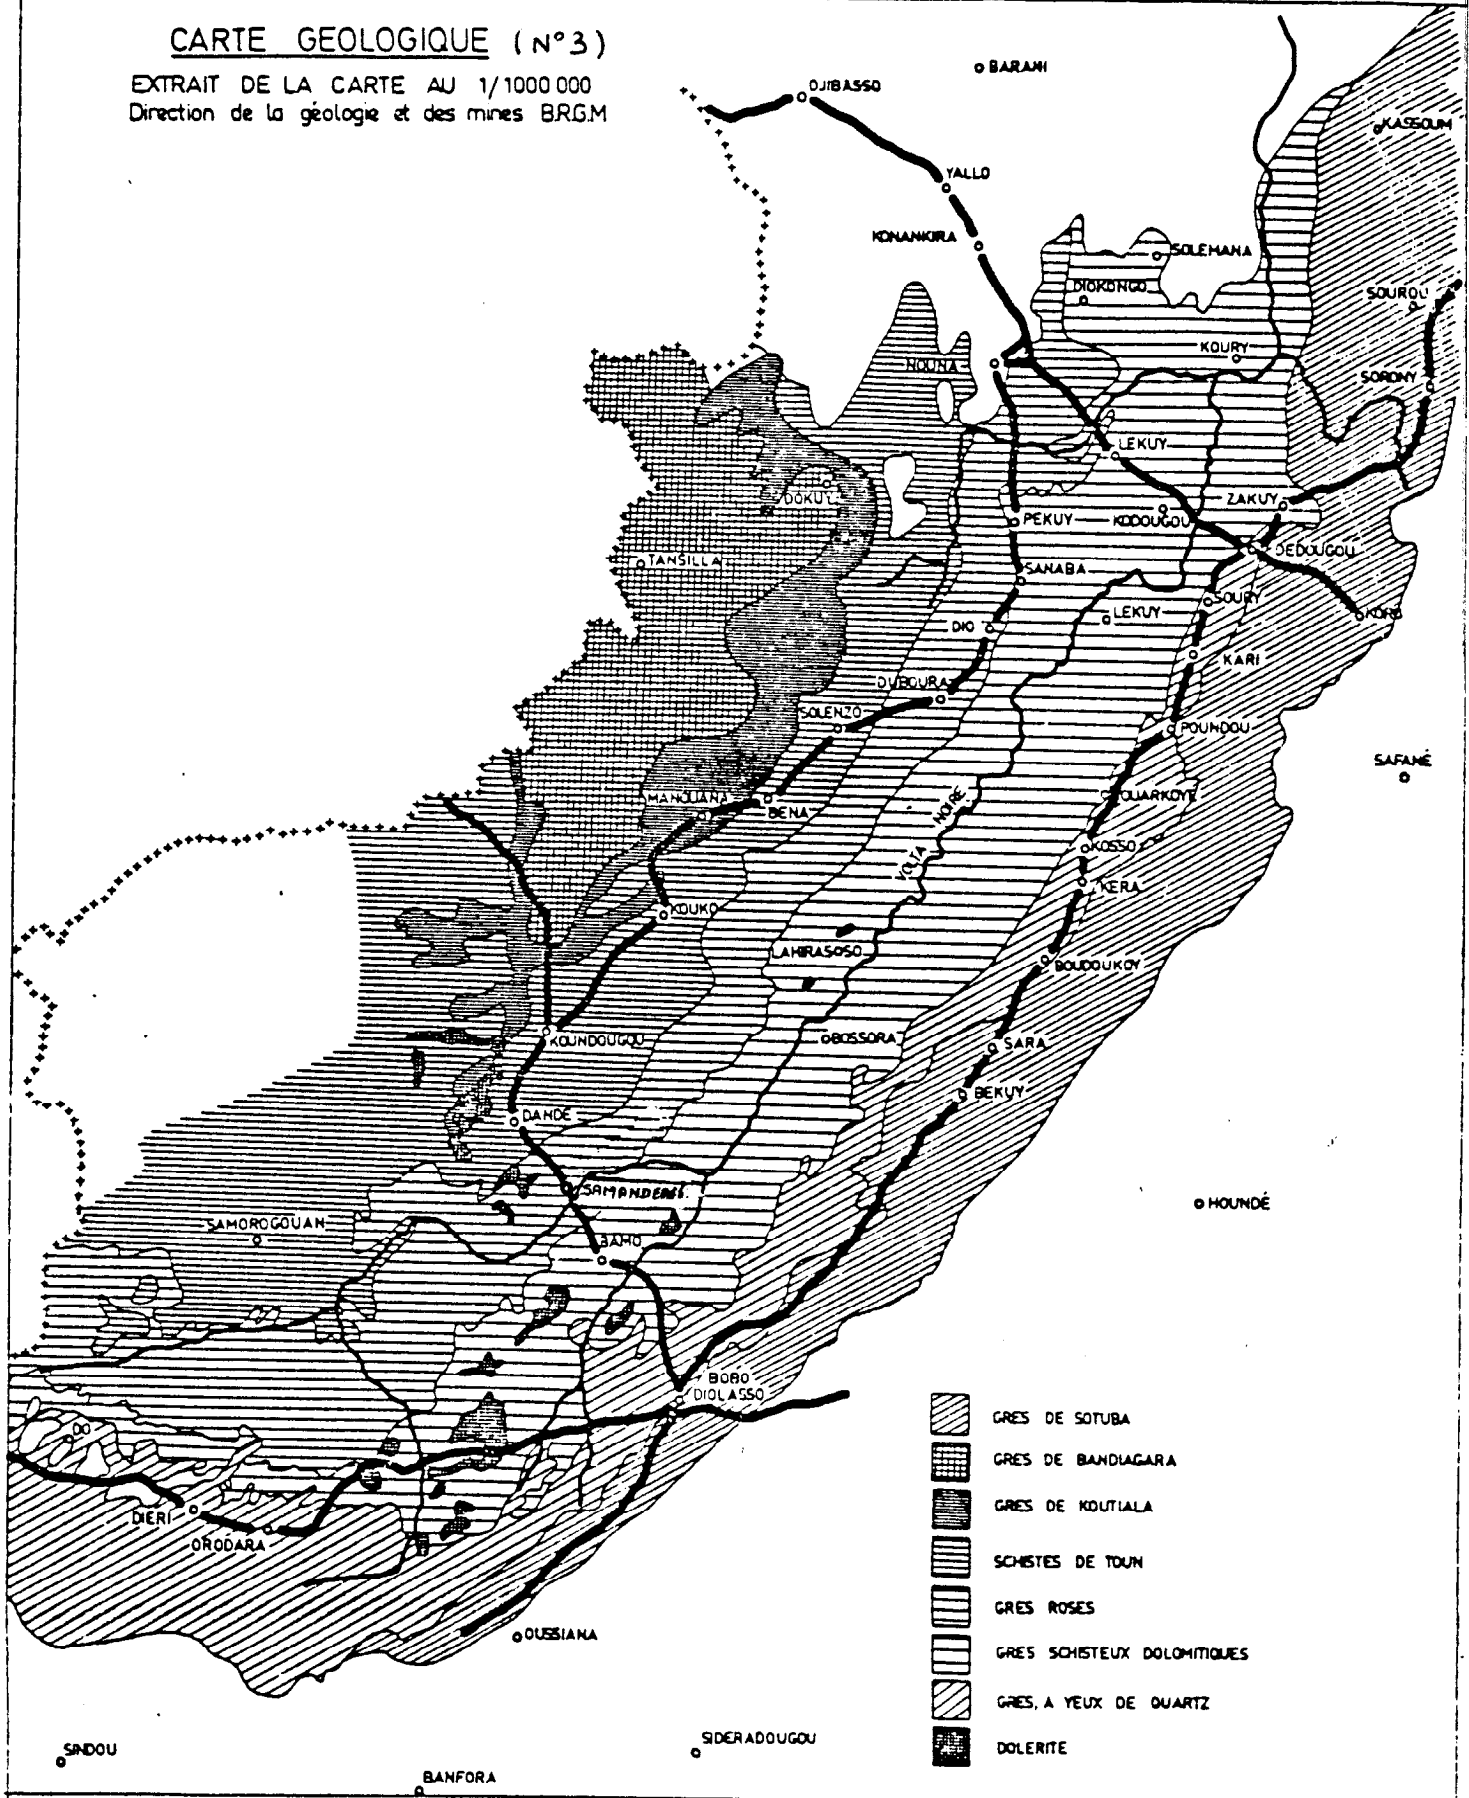 CARTE GEOLOGIQUE (N°3)
EXTRAIT DE LA CARTE AU 1/1000 000
Direction de la géologie et des mines B.R.G.M
BARANI
DJIBASSO
KASSOUM
YALLO
KONANKIRA
SOLEMANA
DIOKONGO
SOUROU
KOURY
NOUNA
SORONY
LEKUY
DOKUY
ZAKUY
PEKUY
KODOUGOU
DEDOUGOU
TANSILLA
SANABA
SOURY
LEKUY
KORO
DIO
KARI
DUBOURA
SOLENZO
POUNDOU
SAFANÉ
MANOUANA
BENA
OUARKOYE
VOLTA NOIRE
KOSSO
KERA
KOUKO
LAHIRASOSO
BOUDOUKOY
KOUNDOUGOU
BOSSORA
SARA
BEKUY
DANDE
SAMANDENI
HOUNDÉ
SAMOROGOUAN
BAMO
BOBO
DIOLASSO
DO
DIERI
ORODARA
OUSSIANA
SINDOU
BANFORA
SIDERADOUGOU
GRES DE SOTUBA
GRES DE BANDIAGARA
GRES DE KOUTIALA
SCHISTES DE TOUN
GRES ROSES
GRES SCHISTEUX DOLOMITIQUES
GRES, A YEUX DE QUARTZ
DOLERITE